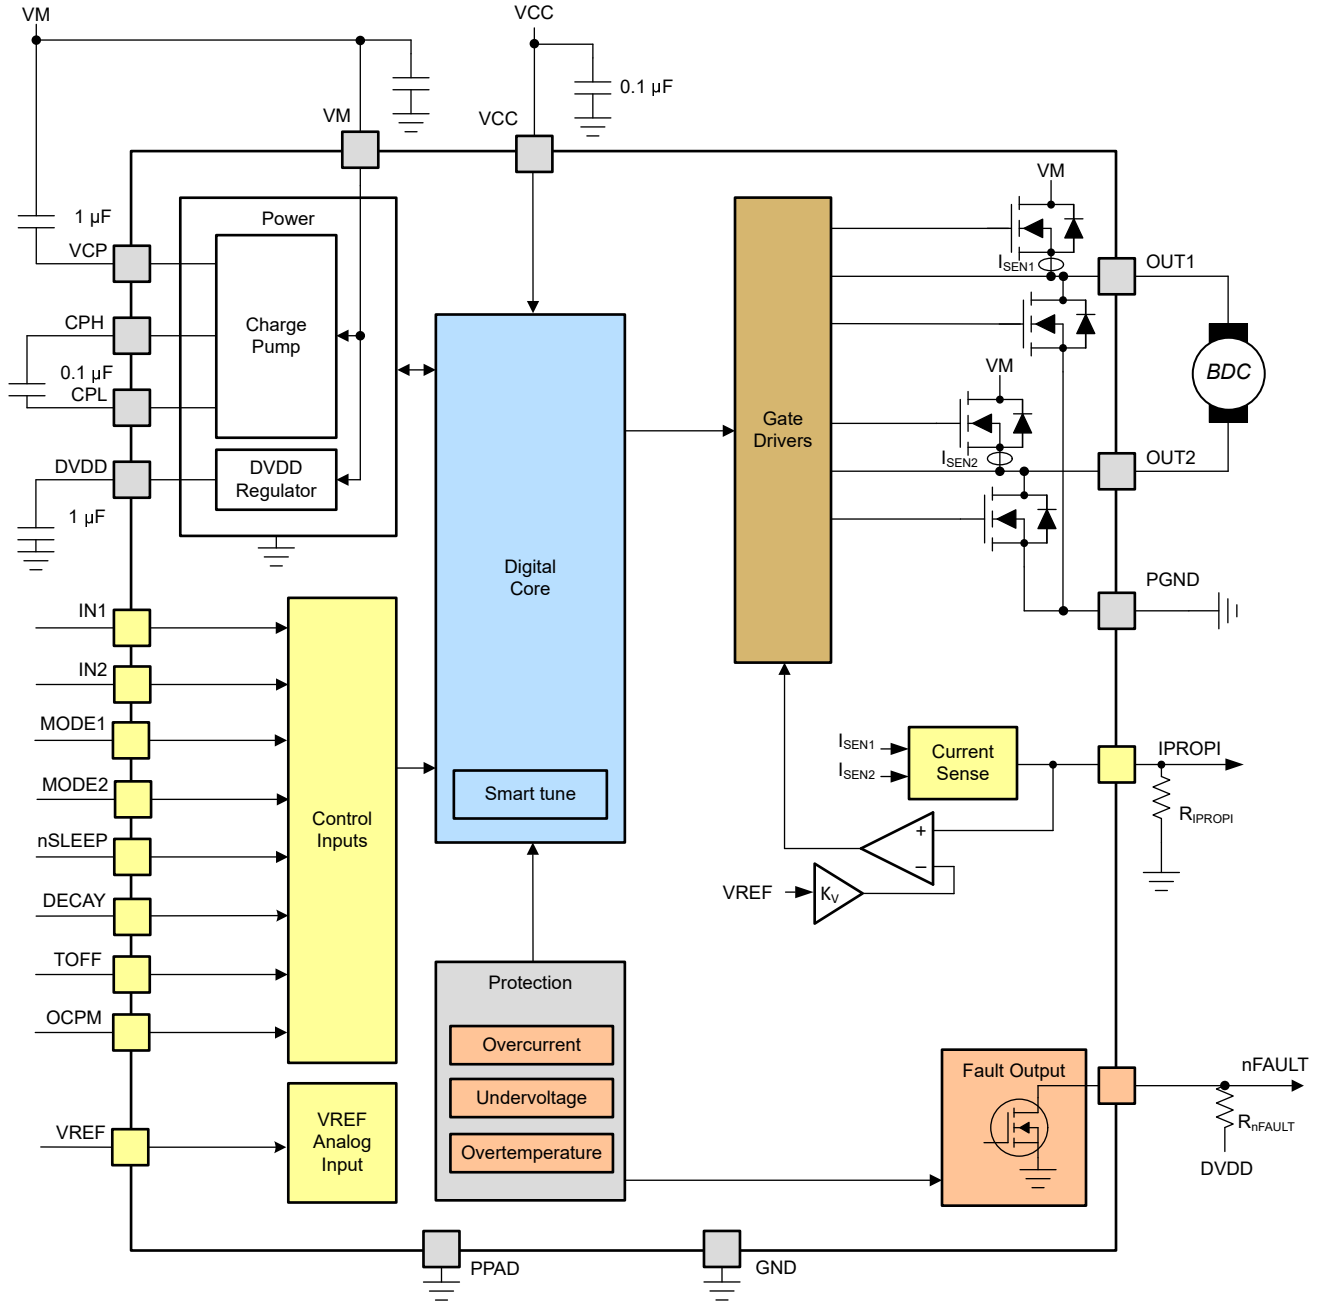 VM
VCC
0.1 µF
VM
VCC
1 µF
VCP
CPH
0.1 µF
CPL
DVDD
1 µF
Power
Charge
Pump
DVDD
Regulator
IN1
IN2
MODE1
MODE2
nSLEEP
DECAY
TOFF
OCPM
VREF
Control
Inputs
VREF
Analog
Input
Digital
Core
Smart tune
Protection
Overcurrent
Undervoltage
Overtemperature
Gate
Drivers
VM
ISEN1
VM
ISEN2
OUT1
BDC
OUT2
PGND
ISEN1
ISEN2
Current
Sense
IPROPI
RIPROPI
+
−
VREF
KV
Fault Output
nFAULT
RnFAULT
DVDD
PPAD
GND